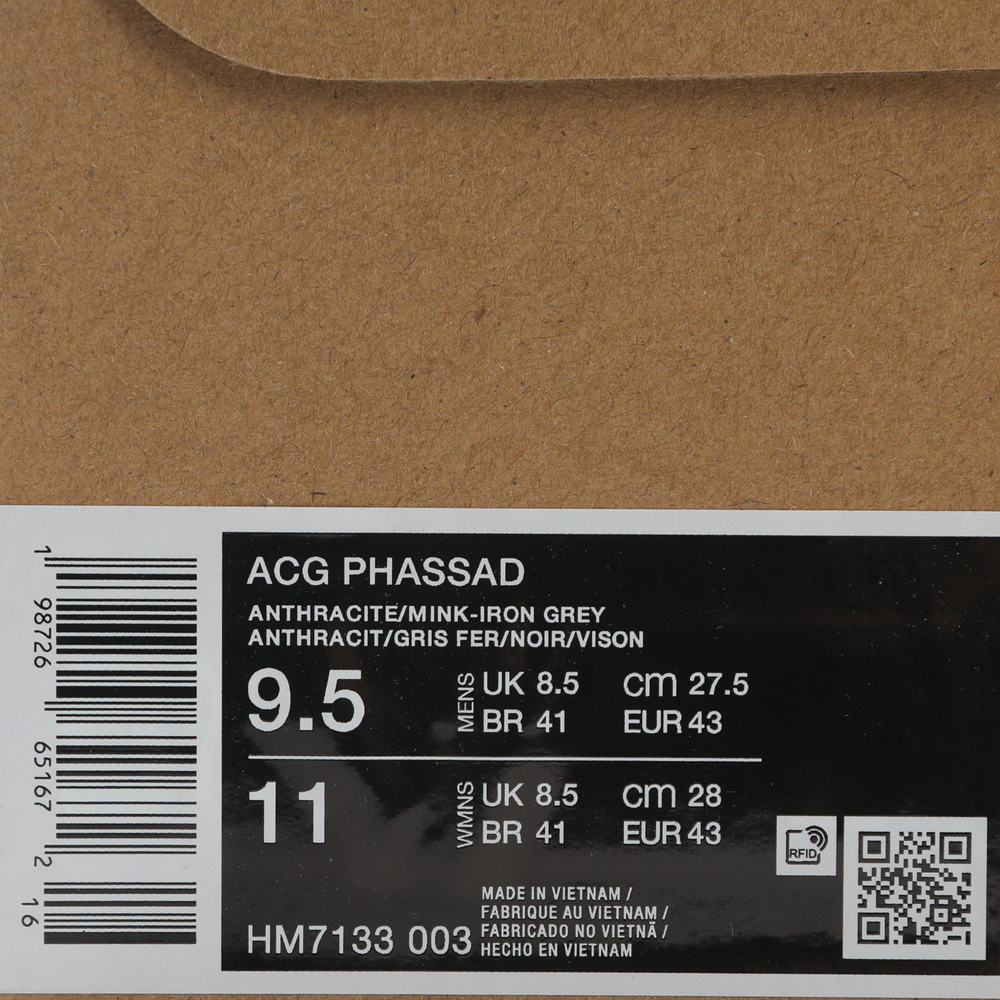 ACG PHASSAD
ANTHRACITE/MINK-IRON GREY
ANTHRACIT/GRIS FER/NOIR/VISON
9.5 MENS UK 8.5 cm 27.5
BR 41 EUR 43
11 WMNS UK 8.5 cm 28
BR 41 EUR 43
RFID
MADE IN VIETNAM /
FABRIQUE AU VIETNAM /
FABRICADO NO VIETNÃ /
HECHO EN VIETNAM
HM7133 003
1 98726 65167 2 16